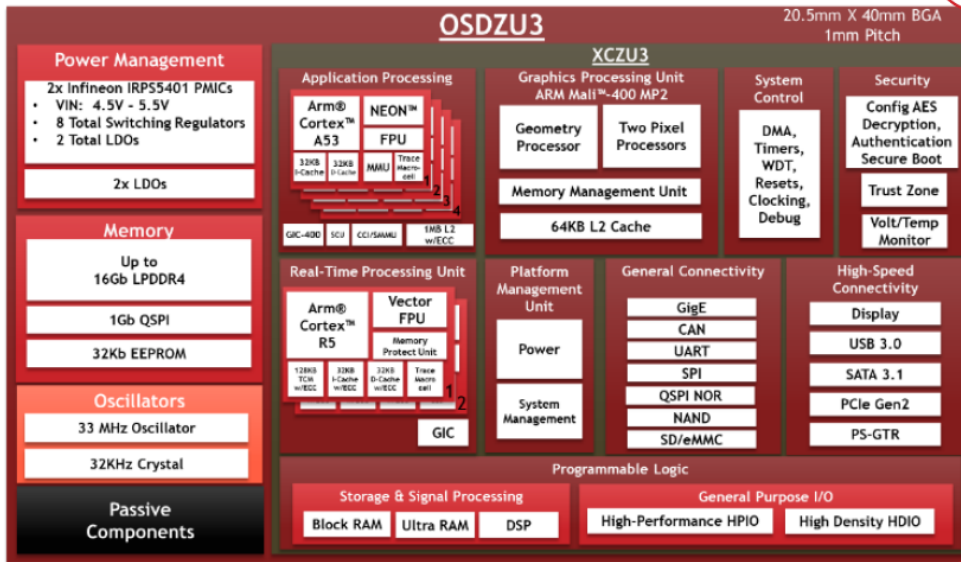 OSDZU3
20.5mm X 40mm BGA
1mm Pitch
Power Management
2x Infineon IRPS5401 PMICs
• VIN: 4.5V - 5.5V
• 8 Total Switching Regulators
• 2 Total LDOs
2x LDOs
Memory
Up to
16Gb LPDDR4
1Gb QSPI
32Kb EEPROM
Oscillators
33 MHz Oscillator
32KHz Crystal
Passive
Components
XCZU3
Application Processing
Arm®
Cortex™
A53
NEON™
FPU
32KB
I-Cache
32KB
D-Cache
MMU
Trace
Macro-
cell
1
2
3
4
GIC-400
SCU
CCI/SMMU
1MB L2
w/ECC
Graphics Processing Unit
ARM Mali™-400 MP2
Geometry
Processor
Two Pixel
Processors
Memory Management Unit
64KB L2 Cache
System
Control
DMA,
Timers,
WDT,
Resets,
Clocking,
Debug
Security
Config AES
Decryption,
Authentication
Secure Boot
Trust Zone
Volt/Temp
Monitor
Real-Time Processing Unit
Arm®
Cortex™
R5
Vector
FPU
Memory
Protect Unit
128KB
TCM
w/ECC
32KB
I-Cache
w/ECC
32KB
D-Cache
w/ECC
Trace
Macro-
cell
1
2
GIC
Platform
Management
Unit
Power
System
Management
General Connectivity
GigE
CAN
UART
SPI
QSPI NOR
NAND
SD/eMMC
High-Speed
Connectivity
Display
USB 3.0
SATA 3.1
PCIe Gen2
PS-GTR
Programmable Logic
Storage & Signal Processing
Block RAM
Ultra RAM
DSP
General Purpose I/O
High-Performance HPIO
High Density HDIO